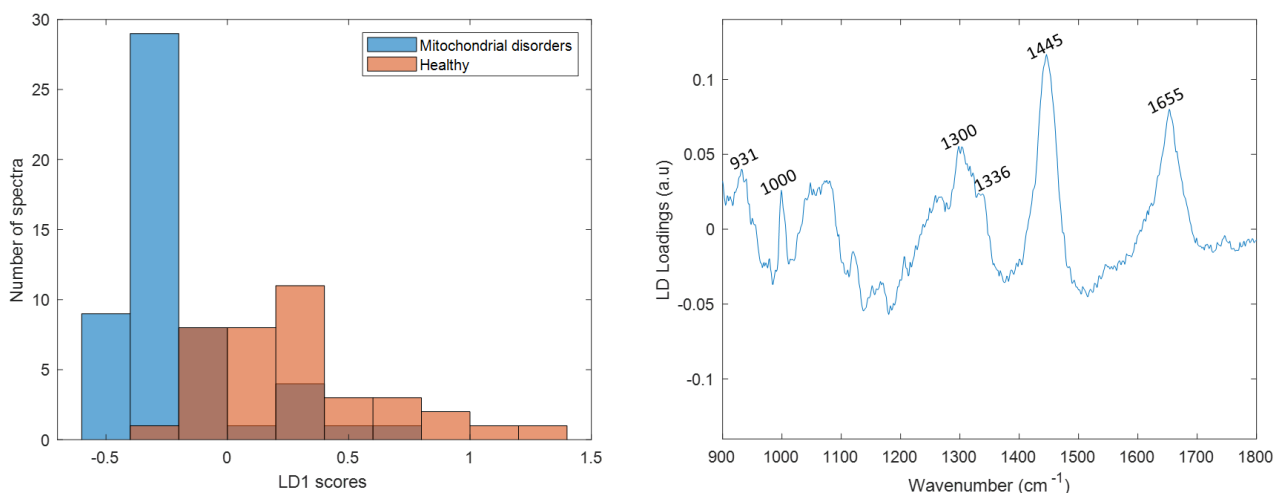 30
25
20
15
10
5
0
Number of spectra
Mitochondrial disorders
Healthy
-0.5 0 0.5 1 1.5
LD1 scores
0.1
0.05
0
-0.05
-0.1
LD Loadings (a.u)
931
1000
1300
1336
1445
1655
900 1000 1100 1200 1300 1400 1500 1600 1700 1800
Wavenumber (cm⁻¹)